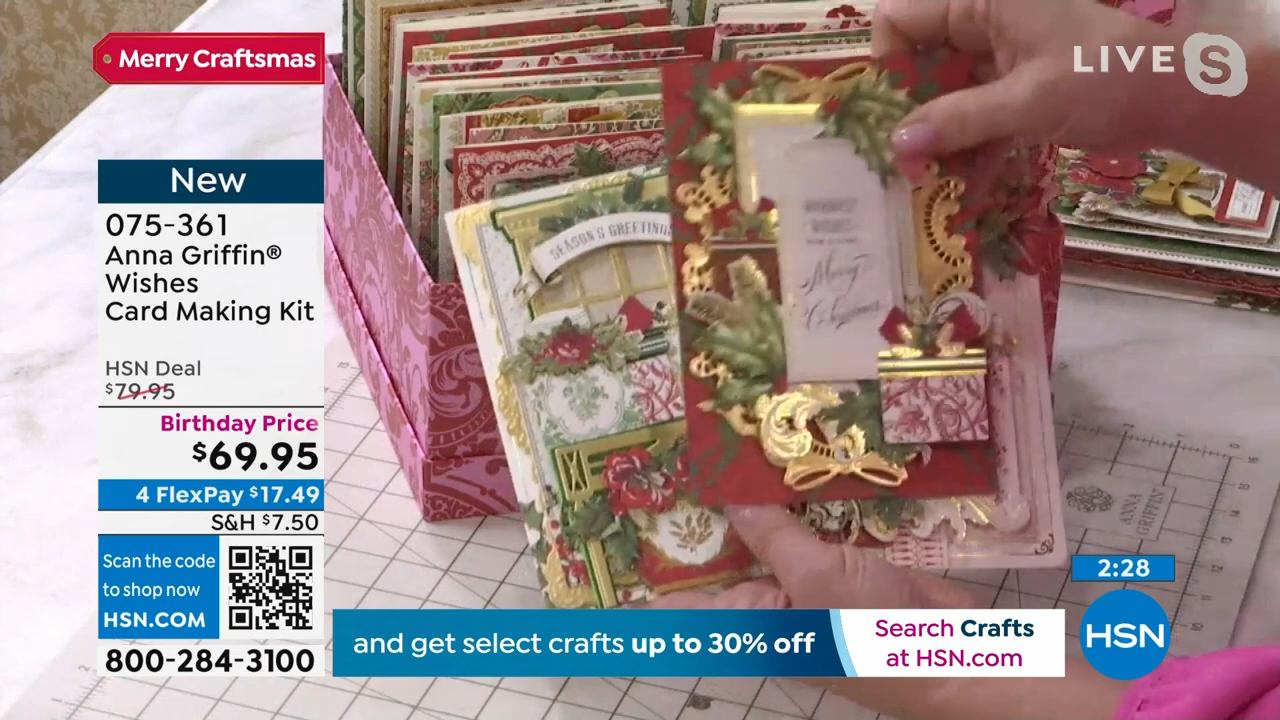 Merry Craftsmas
LIVE S
New
075-361
Anna Griffin®
Wishes
Card Making Kit
HSN Deal
$79.95
Birthday Price
$69.95
4 FlexPay $17.49
S&H $7.50
Scan the code
to shop now
HSN.COM
800-284-3100
SEASON'S GREETINGS
Merry
Christmas
ANNA
GRIFFIN
2:28
HSN
and get select crafts up to 30% off
Search Crafts
at HSN.com